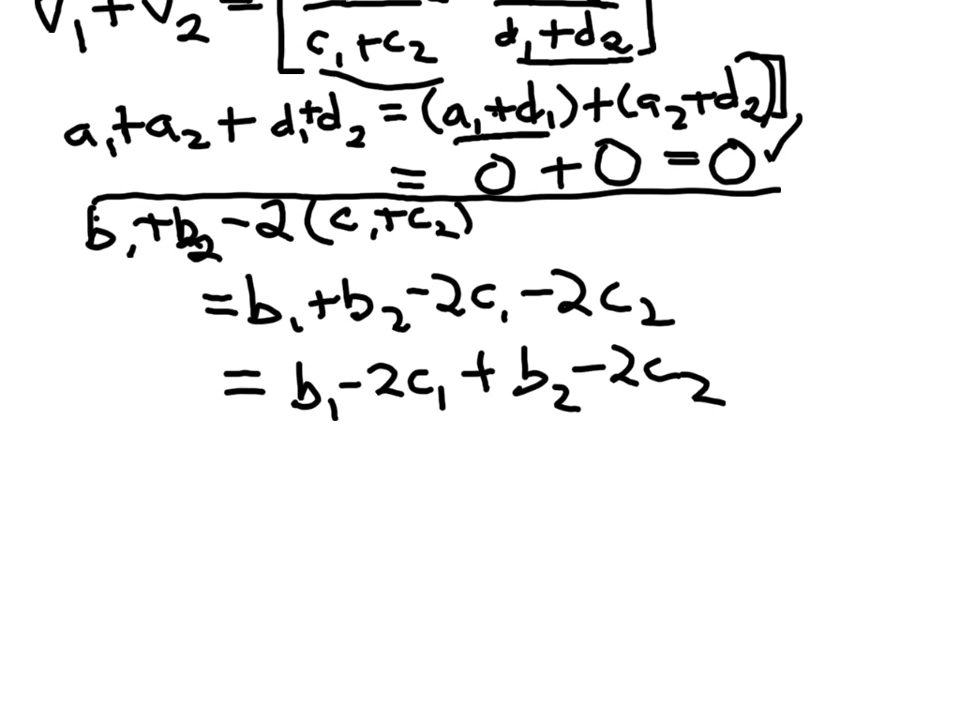 V₁+V₂ = [
c₁+c₂ d₁+d₂ ]
a₁+a₂ + d₁+d₂ = (a₁+d₁)+(a₂+d₂)]
= 0 + 0 = 0 ✓
b₁+b₂-2(c₁+c₂)
=b₁+b₂-2c₁-2c₂
= b₁-2c₁+b₂-2c₂